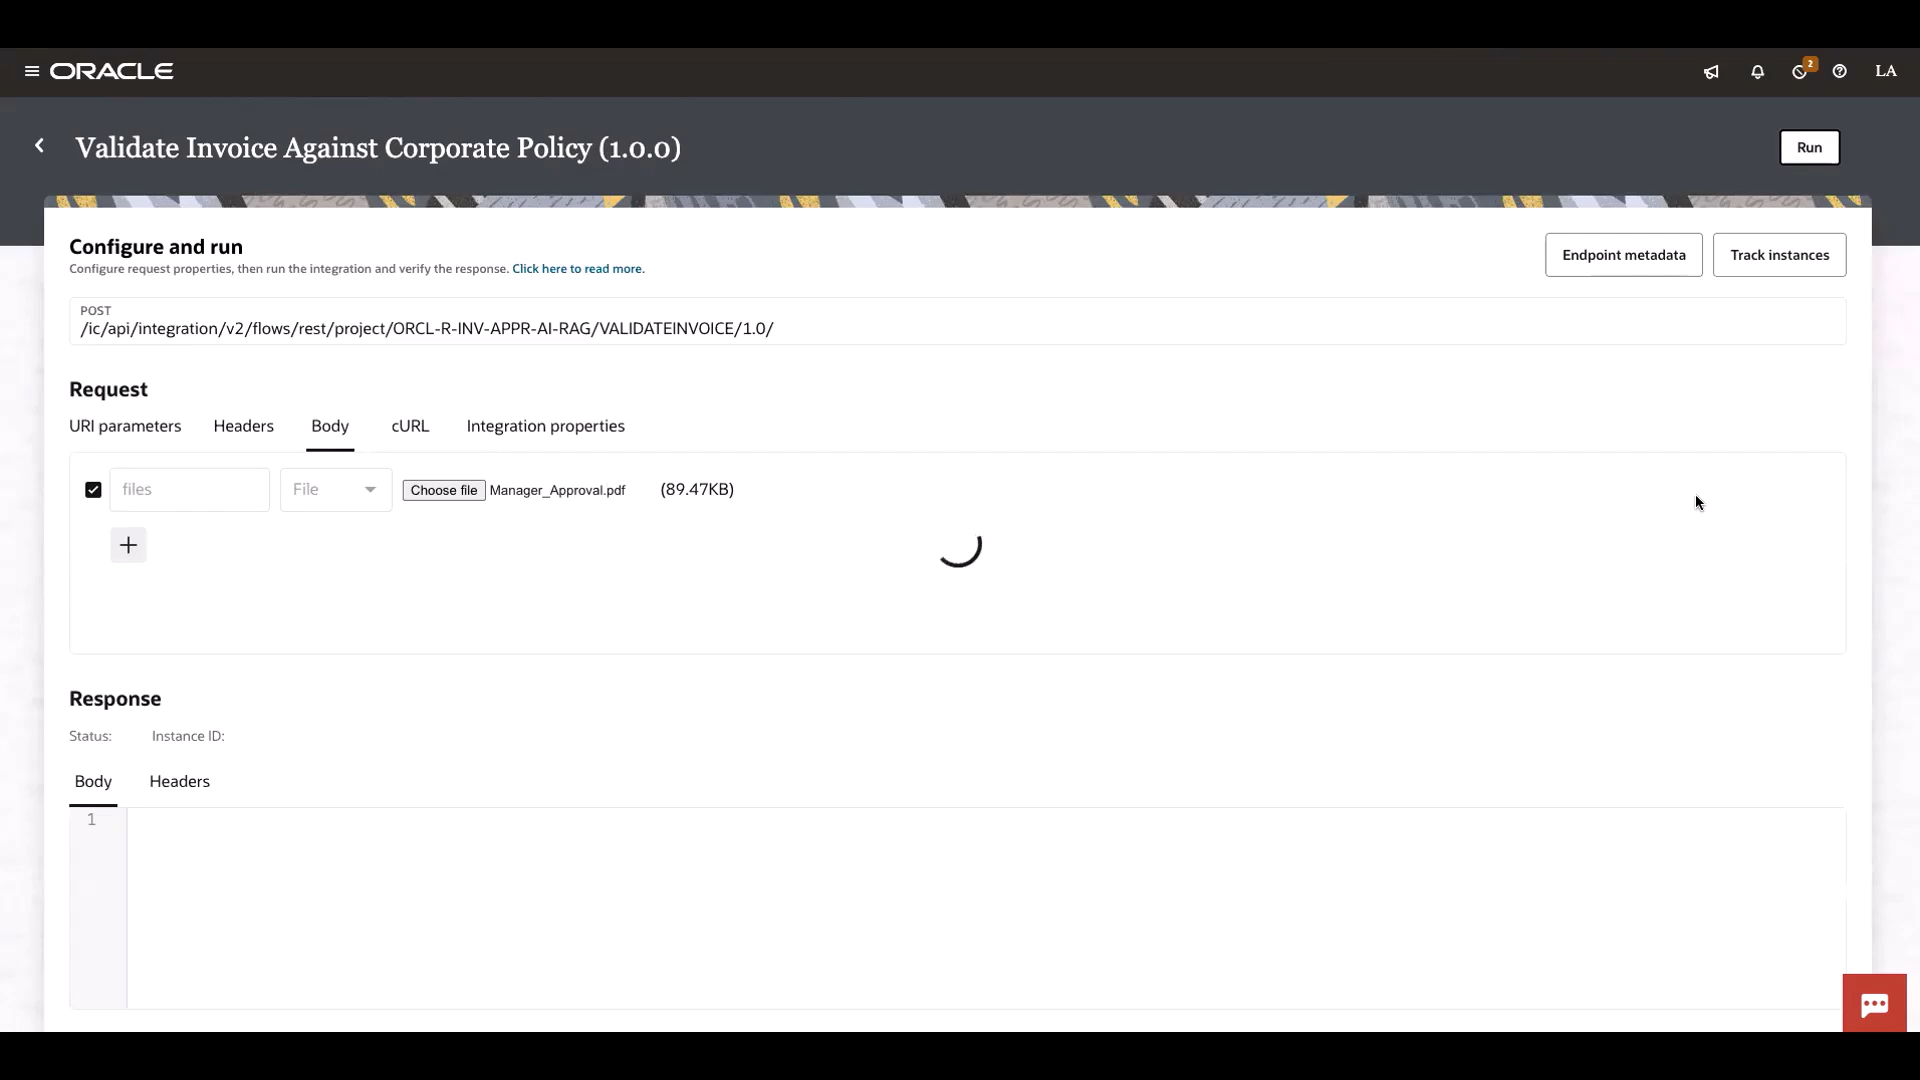 ORACLE
2
LA
Validate Invoice Against Corporate Policy (1.0.0)
Run
Configure and run
Configure request properties, then run the integration and verify the response. Click here to read more.
Endpoint metadata
Track instances
POST
/ic/api/integration/v2/flows/rest/project/ORCL-R-INV-APPR-AI-RAG/VALIDATEINVOICE/1.0/
Request
URI parameters
Headers
Body
cURL
Integration properties
files
File
Choose file
Manager_Approval.pdf
(89.47KB)
Response
Status:
Instance ID:
Body
Headers
1